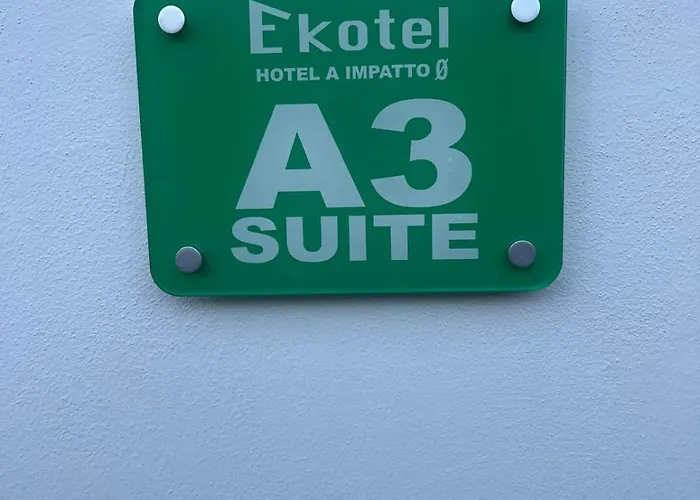 Ekotel
HOTEL A IMPATTO Ø
A3
SUITE